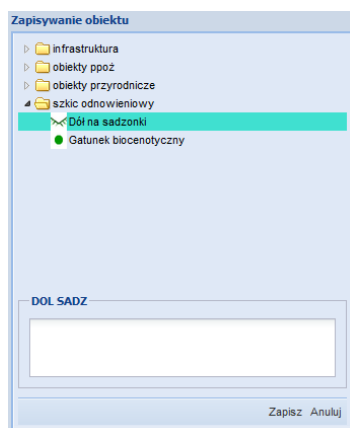 Zapisywanie obiektu
infrastruktura
obiekty ppoż
obiekty przyrodnicze
szkic odnowieniowy
Dół na sadzonki
Gatunek biocenotyczny
DOL SADZ
Zapisz Anuluj